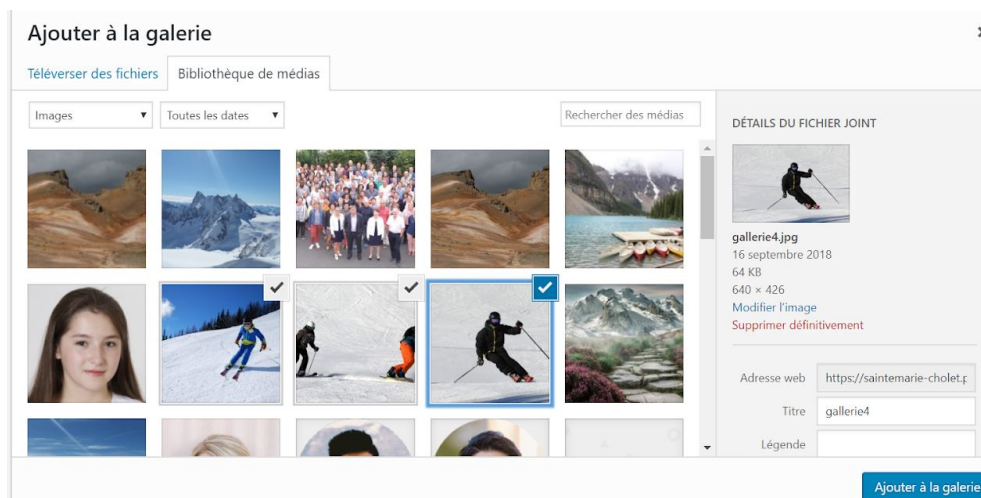 Ajouter à la galerie
Téléverser des fichiers
Bibliothèque de médias
Images
Toutes les dates
Rechercher des médias
DÉTAILS DU FICHIER JOINT
gallerie4.jpg
16 septembre 2018
64 KB
640 × 426
Modifier l'image
Supprimer définitivement
Adresse web https://saintemarie-cholet.p
Titre gallerie4
Légende
Ajouter à la galerie